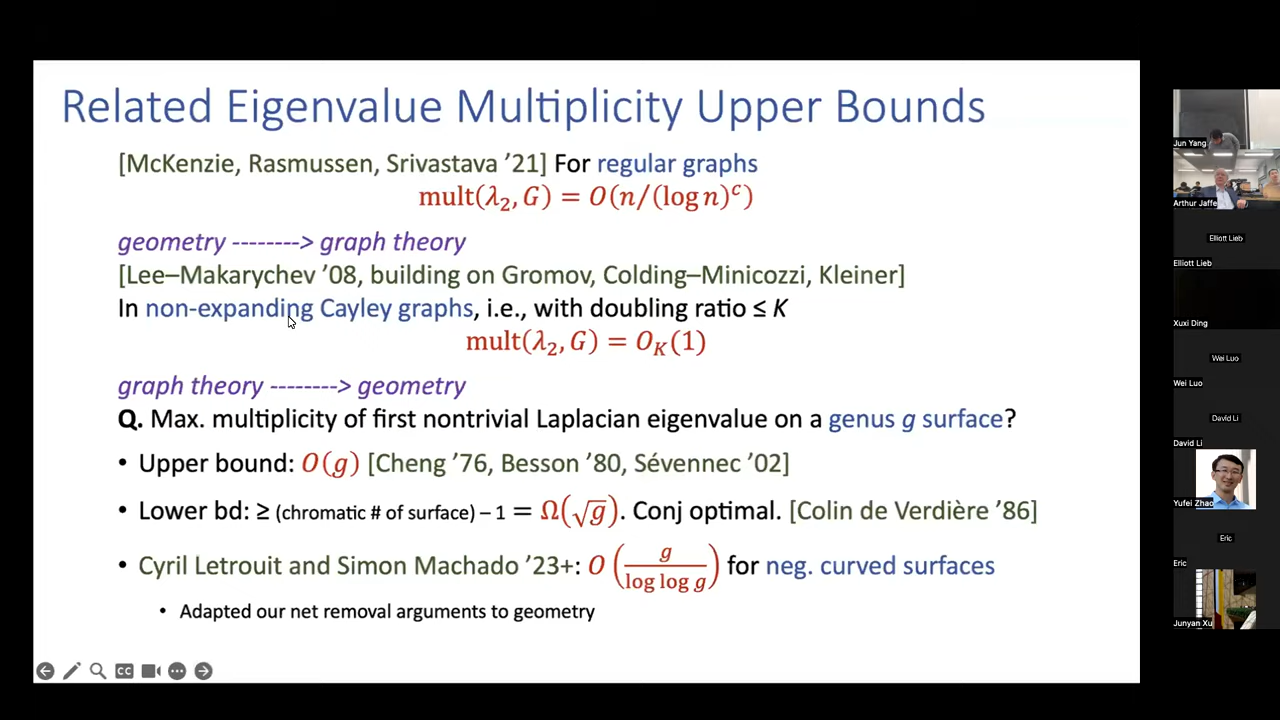 Related Eigenvalue Multiplicity Upper Bounds
[McKenzie, Rasmussen, Srivastava ’21] For regular graphs
mult(λ₂, G) = O(n/(log n)ᶜ)
geometry --------> graph theory
[Lee–Makarychev ’08, building on Gromov, Colding–Minicozzi, Kleiner]
In non-expanding Cayley graphs, i.e., with doubling ratio ≤ K
mult(λ₂, G) = O_K(1)
graph theory --------> geometry
Q. Max. multiplicity of first nontrivial Laplacian eigenvalue on a genus g surface?
• Upper bound: O(g) [Cheng ’76, Besson ’80, Sévennec ’02]
• Lower bd: ≥ (chromatic # of surface) – 1 = Ω(√g). Conj optimal. [Colin de Verdière ’86]
• Cyril Letrouit and Simon Machado ’23+: O(g / log log g) for neg. curved surfaces
• Adapted our net removal arguments to geometry
CC
Jun Yang
Arthur Jaffe
Elliott Lieb
Elliott Lieb
Xuxi Ding
Wei Luo
Wei Luo
David Li
David Li
Yufei Zhao
Eric
Eric
Junyan Xu